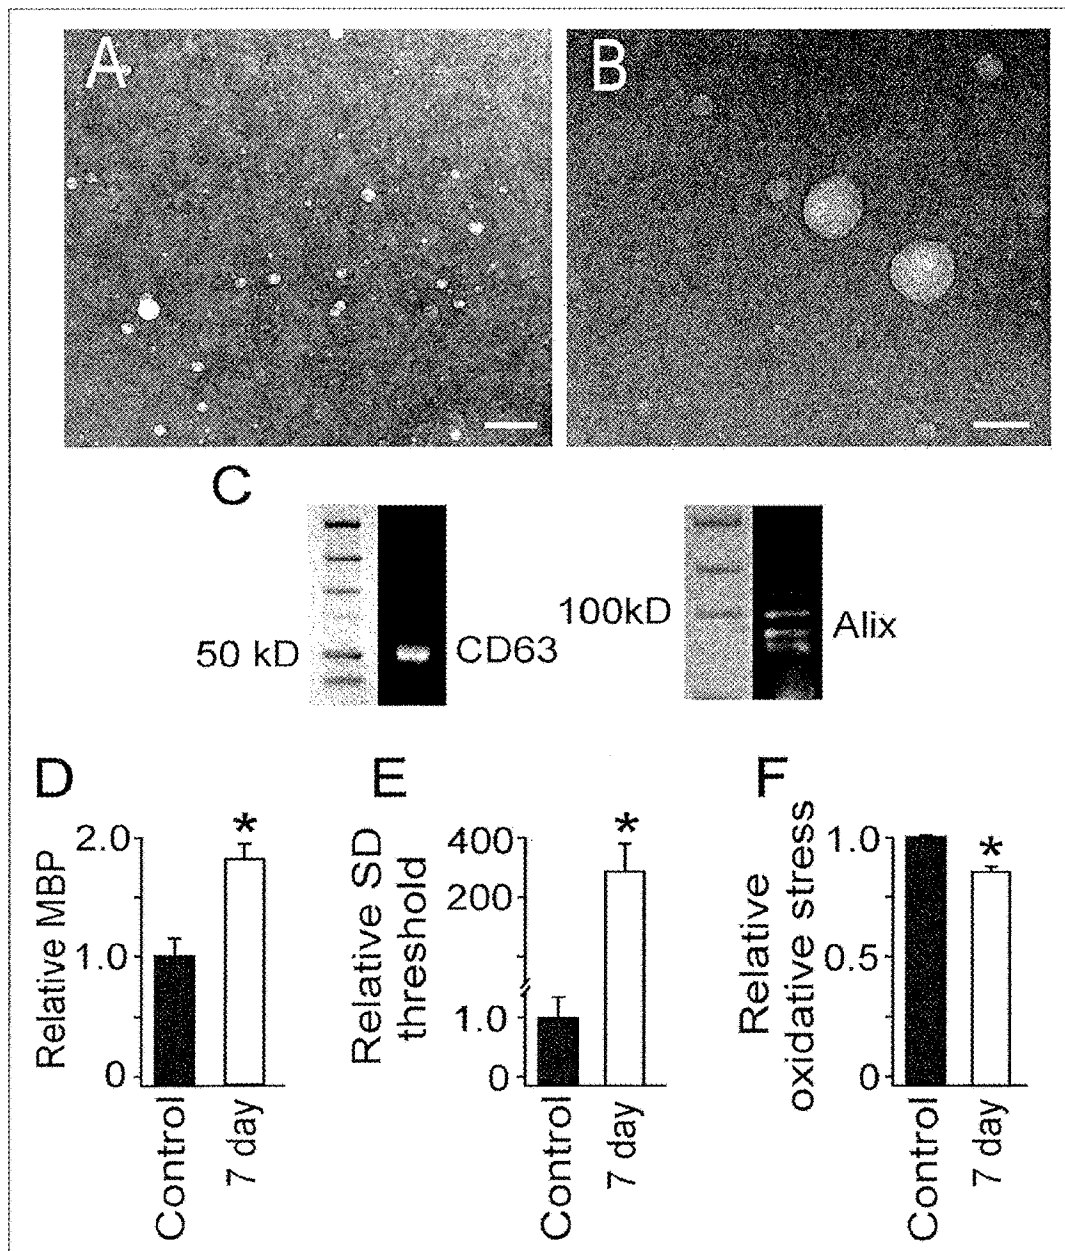 A
B
C
50 kD
CD63
100kD
Alix
D
E
F
Relative MBP
2.0
1.0
0
*
Control
7 day
Relative SD
threshold
400
200
1.0
0
*
Control
7 day
Relative
oxidative stress
1.0
0.5
0
*
Control
7 day